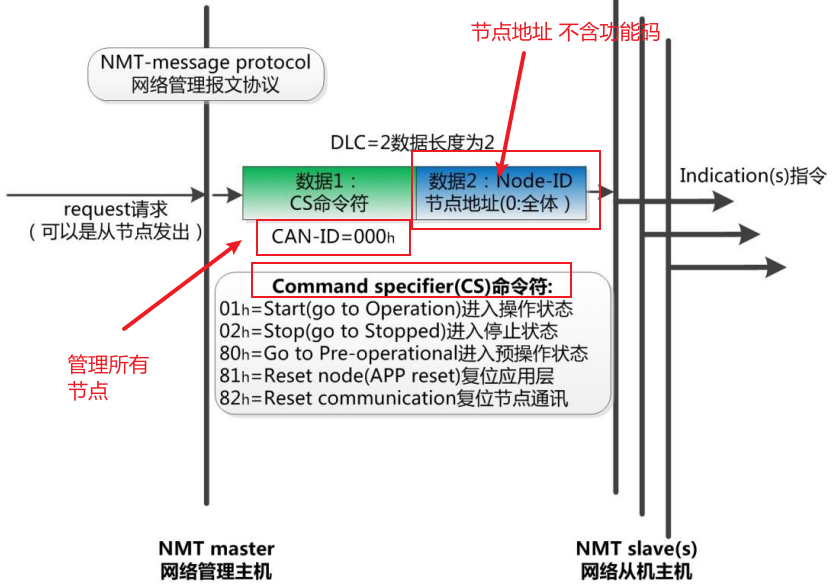 节点地址 不含功能码
NMT-message protocol
网络管理报文协议
DLC=2数据长度为2
数据1：
CS命令符
数据2：Node-ID
节点地址(0:全体）
Indication(s)指令
request请求
（可以是从节点发出）
CAN-ID=000h
Command specifier(CS)命令符:
01h=Start(go to Operation)进入操作状态
02h=Stop(go to Stopped)进入停止状态
80h=Go to Pre-operational进入预操作状态
81h=Reset node(APP reset)复位应用层
82h=Reset communication复位节点通讯
管理所有
节点
NMT master
网络管理主机
NMT slave(s)
网络从机主机